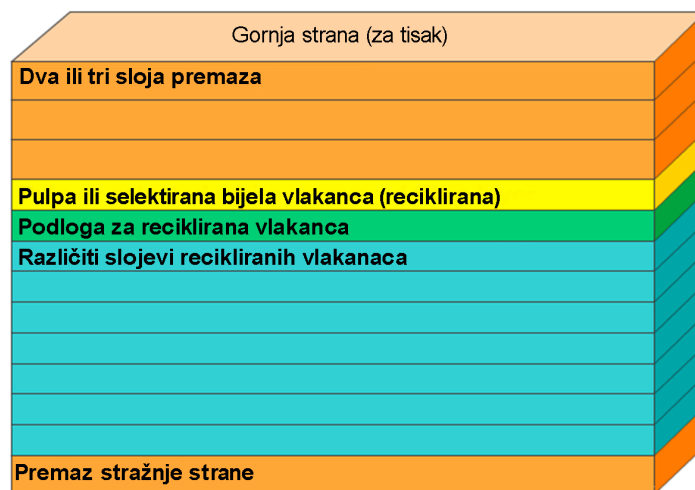 Gornja strana (za tisak)
Dva ili tri sloja premaza
Pulpa ili selektirana bijela vlakanca (reciklirana)
Podloga za reciklirana vlakanca
Različiti slojevi recikliranih vlakanaca
Premaz stražnje strane